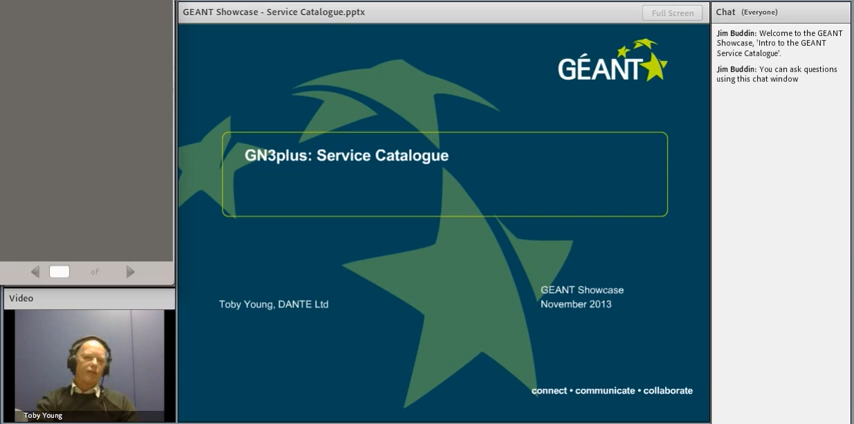 GEANT Showcase - Service Catalogue.pptx
Full Screen
Chat (Everyone)
Jim Buddin: Welcome to the GEANT
Showcase, 'Intro to the GEANT
Service Catalogue'.
Jim Buddin: You can ask questions
using this chat window
GÉANT
GN3plus: Service Catalogue
Toby Young, DANTE Ltd
GEANT Showcase
November 2013
connect • communicate • collaborate
of
Video
Toby Young